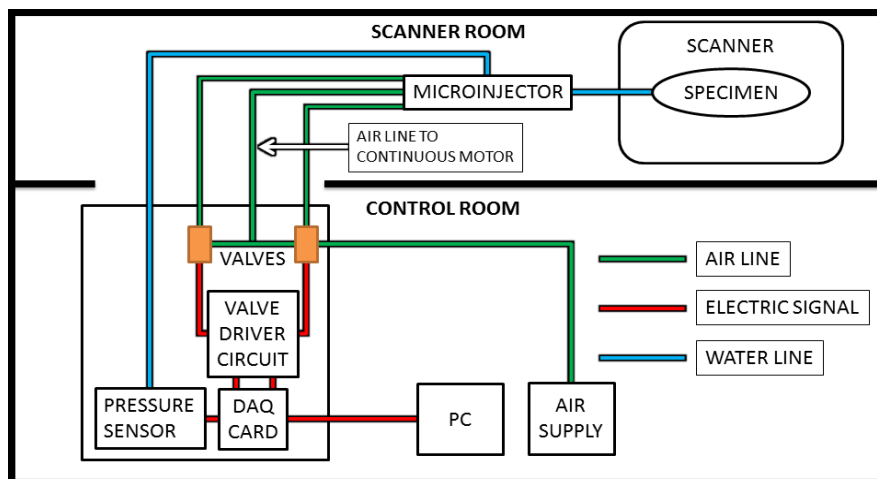 SCANNER ROOM
SCANNER
SPECIMEN
MICROINJECTOR
AIR LINE TO
CONTINUOUS MOTOR
CONTROL ROOM
VALVES
VALVE
DRIVER
CIRCUIT
PRESSURE
SENSOR
DAQ
CARD
PC
AIR
SUPPLY
AIR LINE
ELECTRIC SIGNAL
WATER LINE